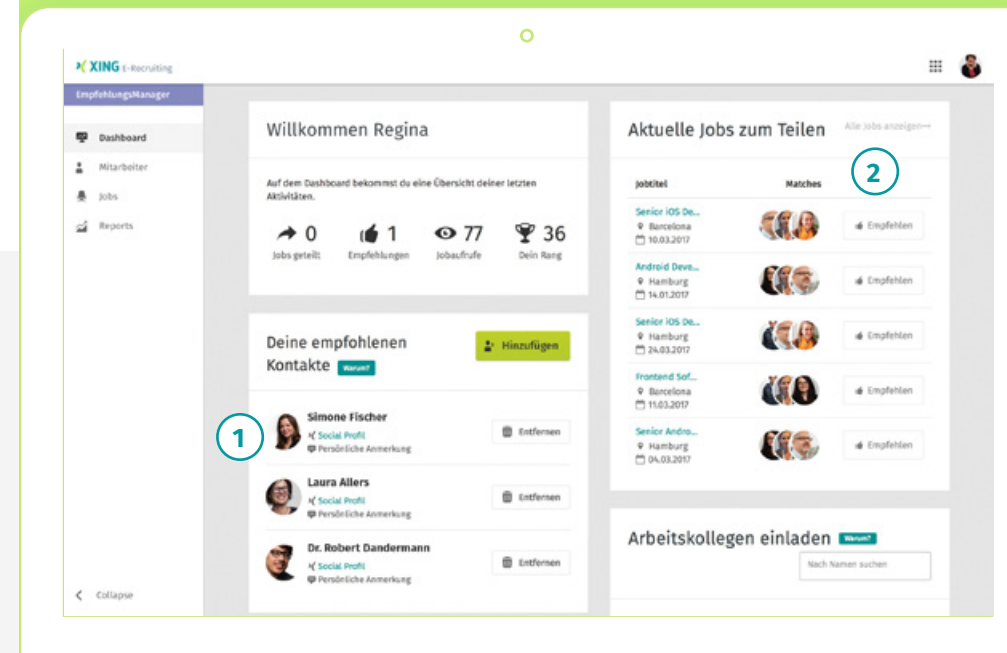 XING E-Recruiting
EmpfehlungsManager
Dashboard
Mitarbeiter
Jobs
Reports
Collapse
Willkommen Regina
Auf dem Dashboard bekommst du eine Übersicht deiner letzten
Aktivitäten.
0
Jobs geteilt
1
Empfehlungen
77
Jobaufrufe
36
Dein Rang
Deine empfohlenen
Kontakte Warum?
Hinzufügen
1
Simone Fischer
Social Profil
Persönliche Anmerkung
Entfernen
Laura Allers
Social Profil
Persönliche Anmerkung
Entfernen
Dr. Robert Dandermann
Social Profil
Persönliche Anmerkung
Entfernen
Aktuelle Jobs zum Teilen
Alle Jobs anzeigen
2
Jobtitel Matches
Senior iOS De...
Barcelona
10.03.2017
Empfehlen
Android Deve...
Hamburg
14.01.2017
Empfehlen
Senior iOS De...
Hamburg
24.03.2017
Empfehlen
Frontend Sof...
Barcelona
11.03.2017
Empfehlen
Senior Andro...
Hamburg
04.03.2017
Empfehlen
Arbeitskollegen einladen Warum?
Nach Namen suchen